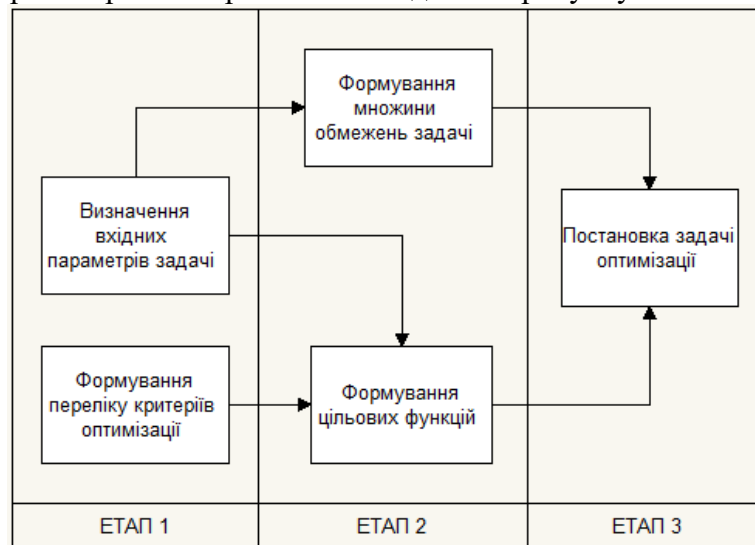 Формування
множини
обмежень задачі
Визначення
вхідних
параметрів задачі
Постановка задачі
оптимізації
Формування
переліку критеріїв
оптимізації
Формування
цільових функцій
ЕТАП 1
ЕТАП 2
ЕТАП 3